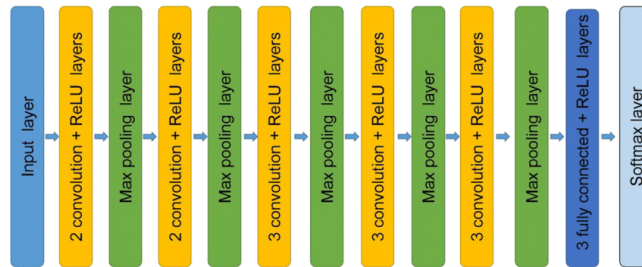 Input layer
2 convolution + ReLU layers
Max pooling layer
2 convolution + ReLU layers
Max pooling layer
3 convolution + ReLU layers
Max pooling layer
3 convolution + ReLU layers
Max pooling layer
3 convolution + ReLU layers
Max pooling layer
3 fully connected + ReLU layers
Softmax layer